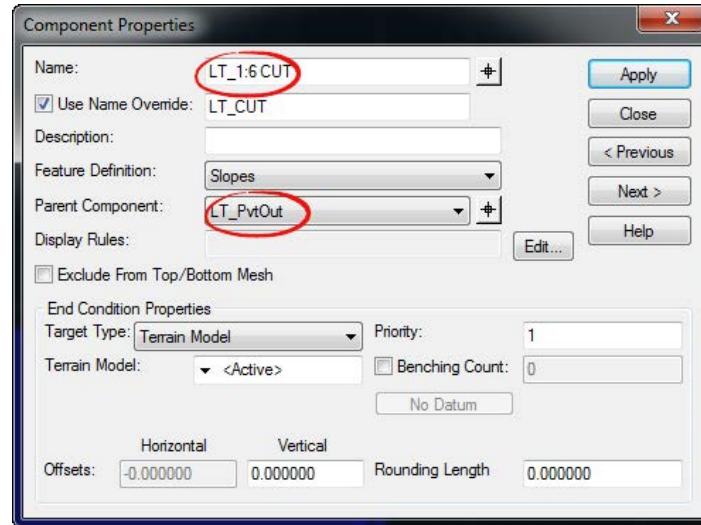 Component Properties
Name: LT_1:6 CUT Apply
Use Name Override: LT_CUT Close
Description:
< Previous
Feature Definition: Slopes
Next >
Parent Component: LT_PvtOut
Help
Display Rules: Edit...
Exclude From Top/Bottom Mesh
End Condition Properties
Target Type: Terrain Model Priority: 1
Terrain Model: <Active> Benching Count: 0
No Datum
Horizontal Vertical
Offsets: -0.000000 0.000000 Rounding Length 0.000000